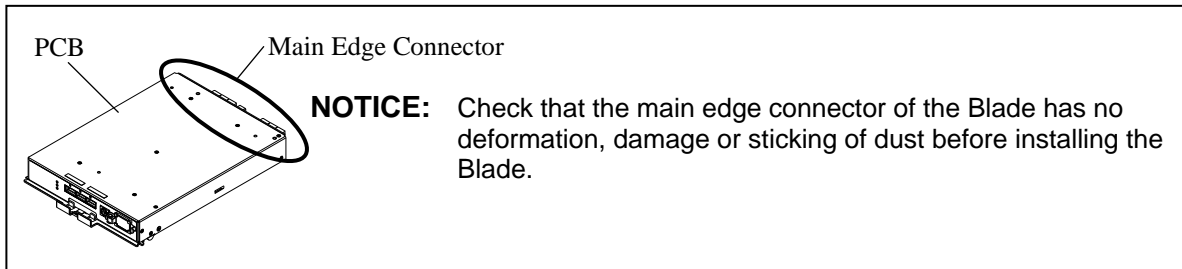 PCB
Main Edge Connector
NOTICE: Check that the main edge connector of the Blade has no
deformation, damage or sticking of dust before installing the
Blade.